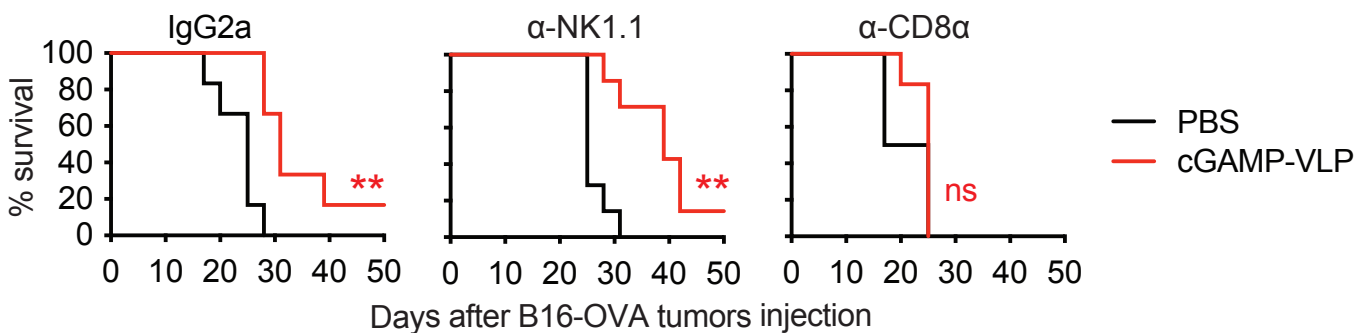 IgG2a
α-NK1.1
α-CD8α
% survival
100
80
60
40
20
0
**
**
ns
PBS
cGAMP-VLP
0 10 20 30 40 50
0 10 20 30 40 50
0 10 20 30 40 50
Days after B16-OVA tumors injection